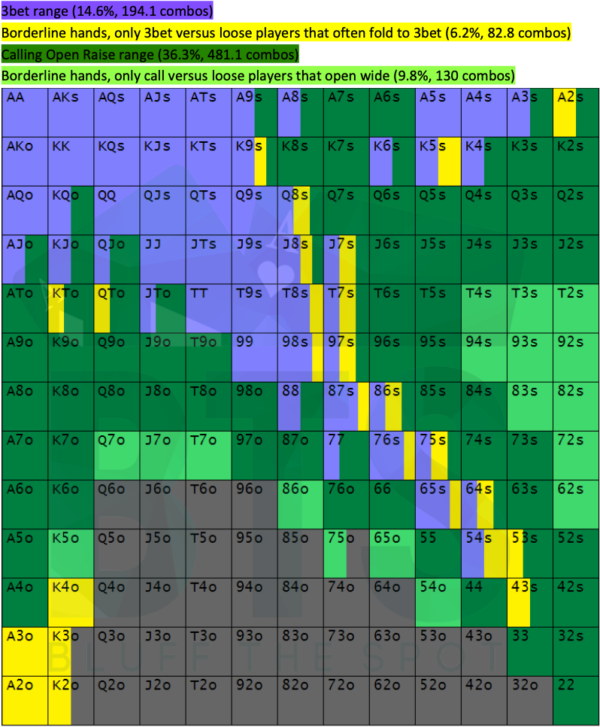 3bet range (14.6%, 194.1 combos)
Borderline hands, only 3bet versus loose players that often fold to 3bet (6.2%, 82.8 combos)
Calling Open Raise range (36.3%, 481.1 combos)
Borderline hands, only call versus loose players that open wide (9.8%, 130 combos)
AA AKs AQs AJs ATs A9s A8s A7s A6s A5s A4s A3s A2s
AKo KK KQs KJs KTs K9s K8s K7s K6s K5s K4s K3s K2s
AQo KQo QQ QJs QTs Q9s Q8s Q7s Q6s Q5s Q4s Q3s Q2s
AJo KJo QJo JJ JTs J9s J8s J7s J6s J5s J4s J3s J2s
ATo KTo QTo JTo TT T9s T8s T7s T6s T5s T4s T3s T2s
A9o K9o Q9o J9o T9o 99 98s 97s 96s 95s 94s 93s 92s
A8o K8o Q8o J8o T8o 98o 88 87s 86s 85s 84s 83s 82s
A7o K7o Q7o J7o T7o 97o 87o 77 76s 75s 74s 73s 72s
A6o K6o Q6o J6o T6o 96o 86o 76o 66 65s 64s 63s 62s
A5o K5o Q5o J5o T5o 95o 85o 75o 65o 55 54s 53s 52s
A4o K4o Q4o J4o T4o 94o 84o 74o 64o 54o 44 43s 42s
A3o K3o Q3o J3o T3o 93o 83o 73o 63o 53o 43o 33 32s
BLUFF THE SPOT
A2o K2o Q2o J2o T2o 92o 82o 72o 62o 52o 42o 32o 22